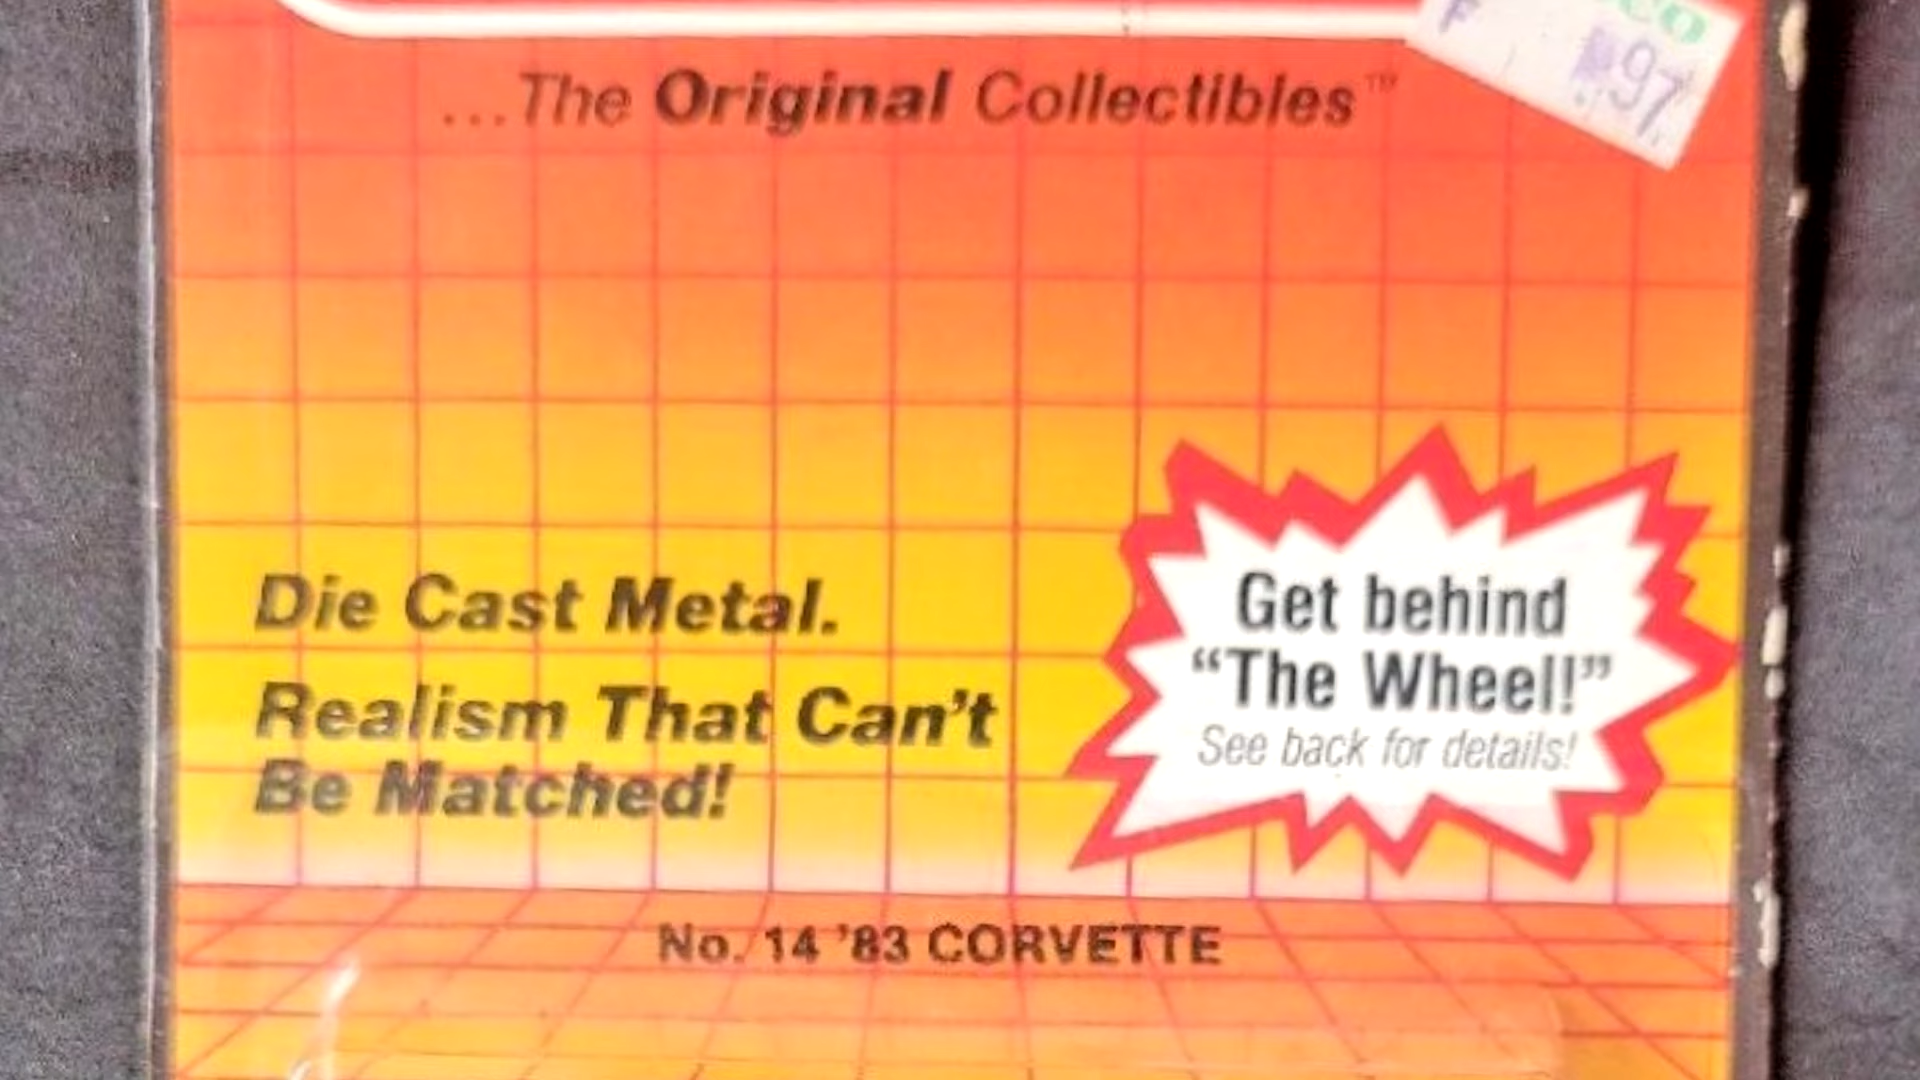 F
97
...The Original Collectibles™
Die Cast Metal.
Realism That Can't
Be Matched!
Get behind
“The Wheel!”
See back for details!
No. 14 '83 CORVETTE